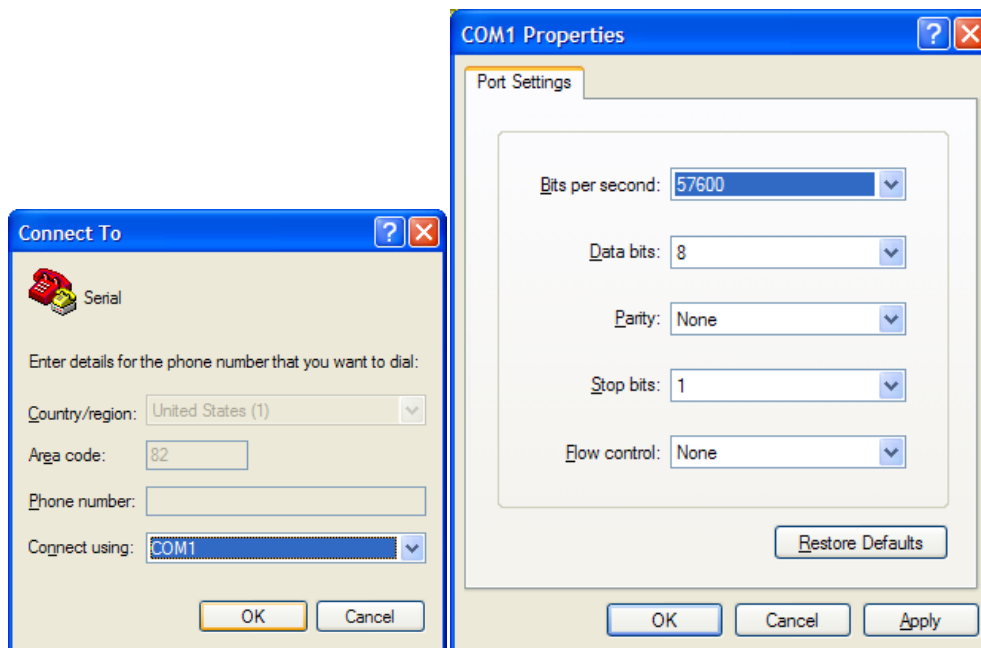 Connect To
Serial
Enter details for the phone number that you want to dial:
Country/region: United States (1)
Area code: 82
Phone number:
Connect using: COM1
OK Cancel
COM1 Properties
Port Settings
Bits per second: 57600
Data bits: 8
Parity: None
Stop bits: 1
Flow control: None
Restore Defaults
OK Cancel Apply